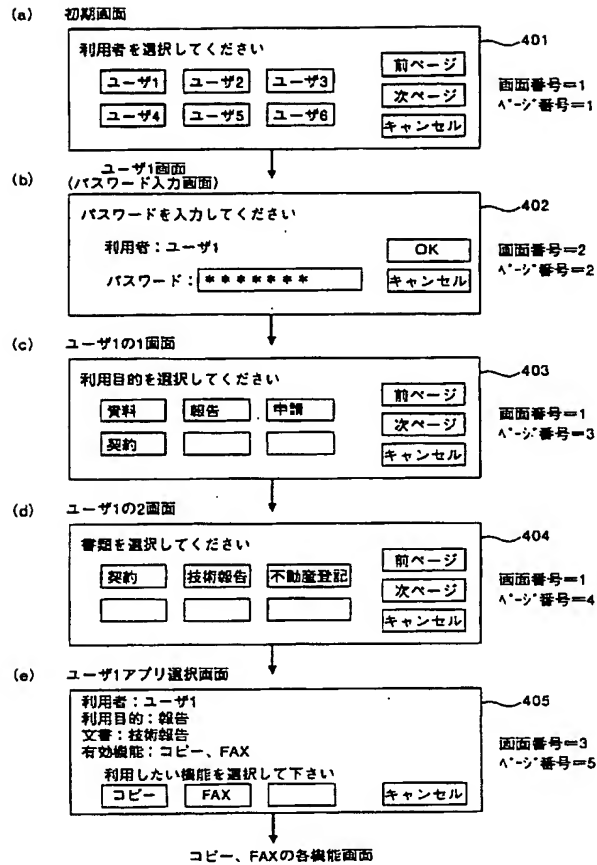 (a) 初期画面
401
利用者を選択してください
ユーザ1 ユーザ2 ユーザ3
前ページ
ユーザ4 ユーザ5 ユーザ6
次ページ
キャンセル
画面番号=1
ページ番号=1
(b) ユーザ1画面
(パスワード入力画面)
402
パスワードを入力してください
利用者:ユーザ1
OK
パスワード:*******
キャンセル
画面番号=2
ページ番号=2
(c) ユーザ1の1画面
403
利用目的を選択してください
資料 報告 申請
前ページ
契約
次ページ
キャンセル
画面番号=1
ページ番号=3
(d) ユーザ1の2画面
404
書類を選択してください
契約 技術報告 不動産登記
前ページ
次ページ
キャンセル
画面番号=1
ページ番号=4
(e) ユーザ1アプリ選択画面
405
利用者:ユーザ1
利用目的:報告
文書:技術報告
有効機能:コピー、FAX
利用したい機能を選択して下さい
コピー FAX キャンセル
画面番号=3
ページ番号=5
コピー、FAXの各機能画面